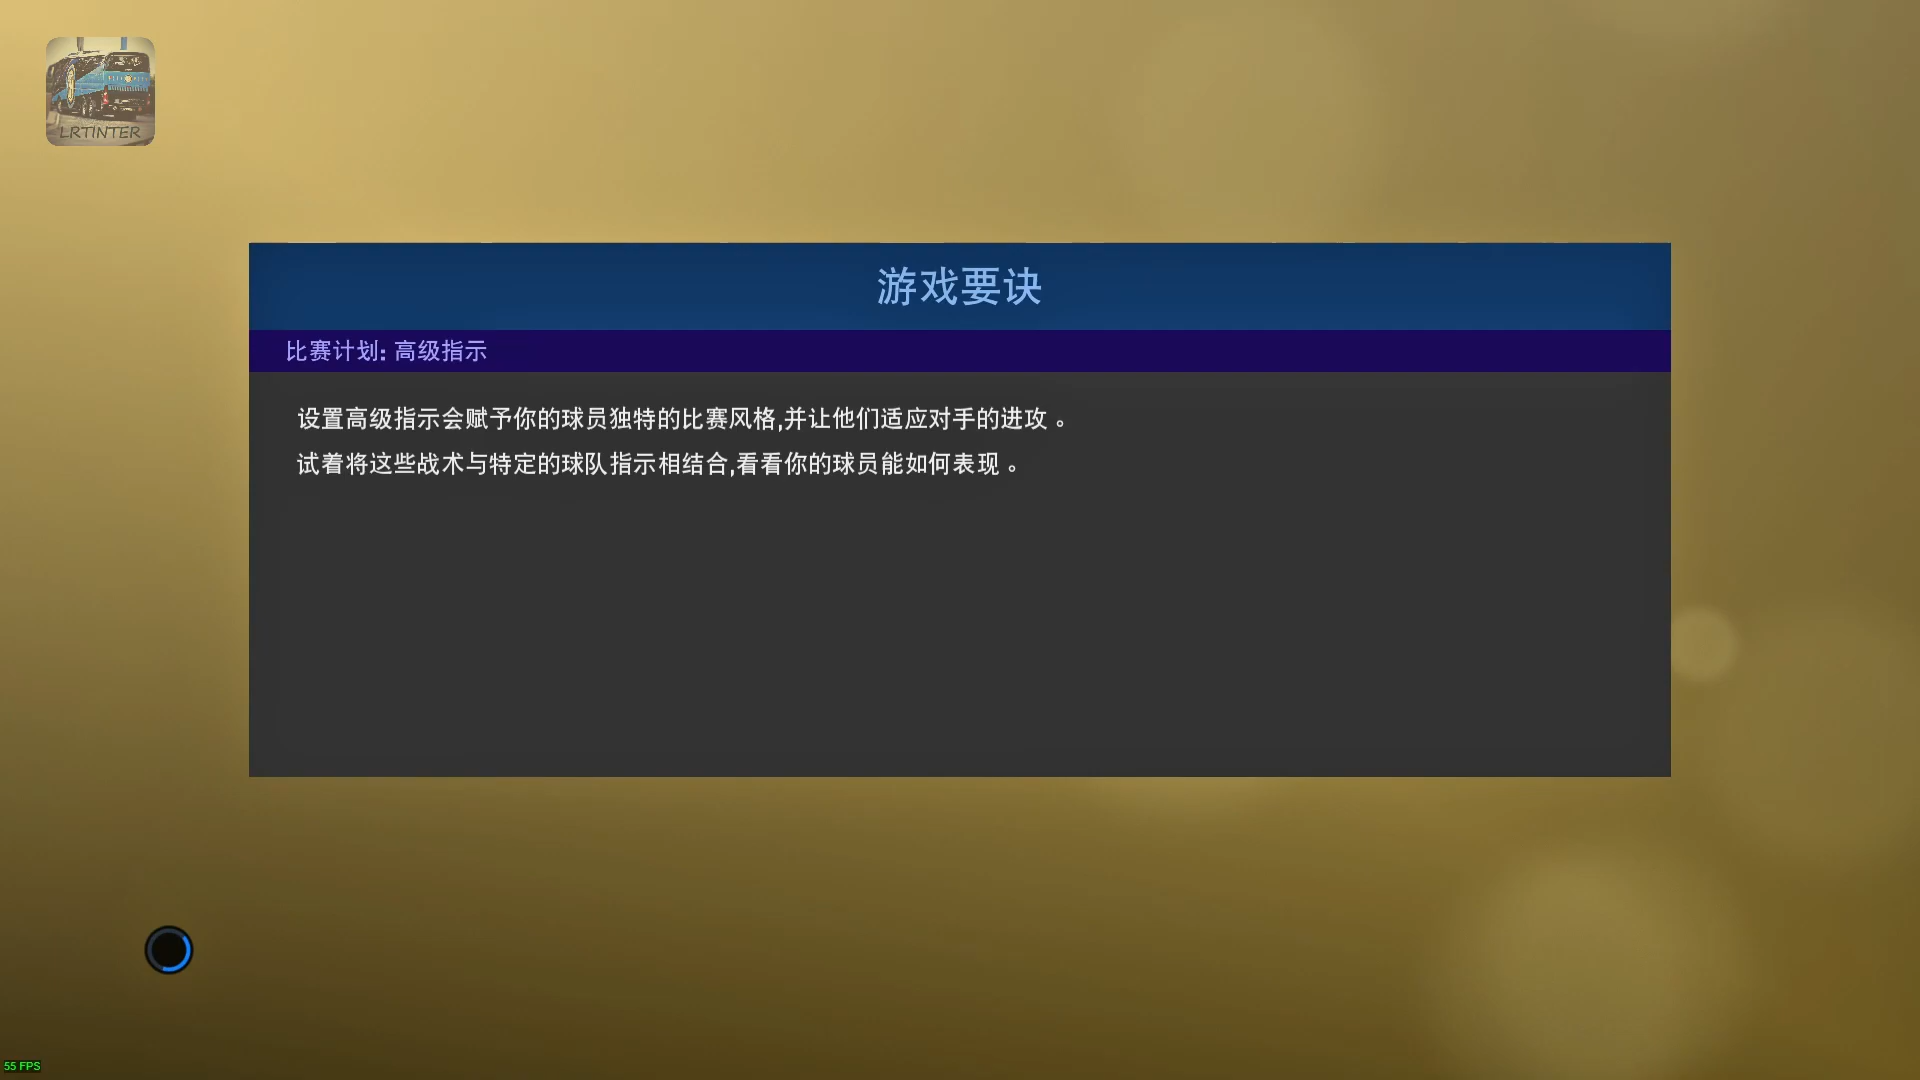 LRTINTER
游戏要诀
比赛计划: 高级指示
设置高级指示会赋予你的球员独特的比赛风格,并让他们适应对手的进攻。
试着将这些战术与特定的球队指示相结合,看看你的球员能如何表现。
55 FPS